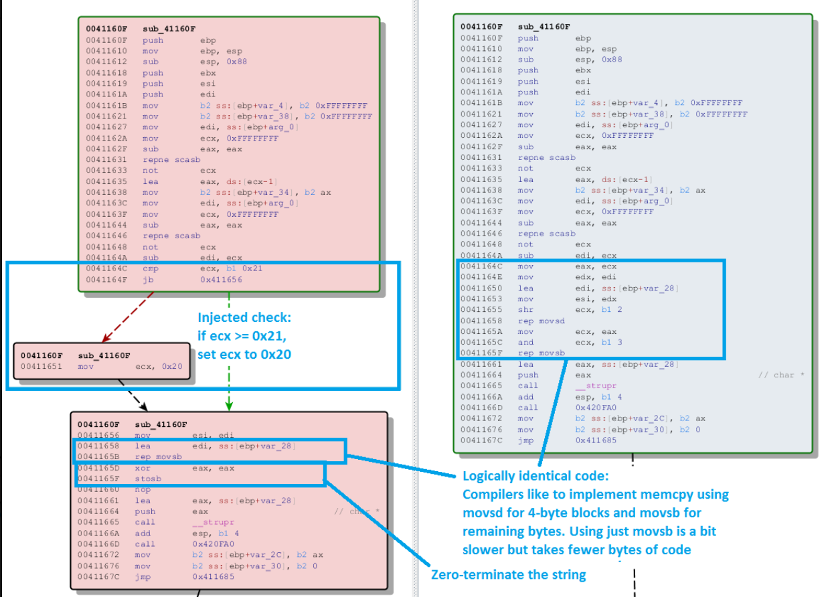 0041160F sub_41160F
0041160F push ebp
00411610 mov ebp, esp
00411612 sub esp, 0x88
00411618 push ebx
00411619 push esi
0041161A push edi
0041161B mov b2 ss:[ebp+var_4], b2 0xFFFFFFFF
00411621 mov b2 ss:[ebp+var_38], b2 0xFFFFFFFF
00411627 mov edi, ss:[ebp+arg_0]
0041162A mov ecx, 0xFFFFFFFF
0041162F sub eax, eax
00411631 repne scasb
00411633 not ecx
00411635 lea eax, ds:[ecx-1]
00411638 mov b2 ss:[ebp+var_34], b2 ax
0041163C mov edi, ss:[ebp+arg_0]
0041163F mov ecx, 0xFFFFFFFF
00411644 sub eax, eax
00411646 repne scasb
00411648 not ecx
0041164A sub edi, ecx
0041164C cmp ecx, b1 0x21
0041164F jb 0x411656
Injected check:
if ecx >= 0x21,
set ecx to 0x20
0041160F sub_41160F
00411651 mov ecx, 0x20
0041160F sub_41160F
00411656 mov esi, edi
00411658 lea edi, ss:[ebp+var_28]
0041165B rep movsb
0041165D xor eax, eax
0041165F stosb
00411660 nop
00411661 lea eax, ss:[ebp+var_28]
00411664 push eax // char *
00411665 call __strupr
0041166A add esp, b1 4
0041166D call 0x420FA0
00411672 mov b2 ss:[ebp+var_2C], b2 ax
00411676 mov b2 ss:[ebp+var_30], b2 0
0041167C jmp 0x411685
0041160F sub_41160F
0041160F push ebp
00411610 mov ebp, esp
00411612 sub esp, 0x88
00411618 push ebx
00411619 push esi
0041161A push edi
0041161B mov b2 ss:[ebp+var_4], b2 0xFFFFFFFF
00411621 mov b2 ss:[ebp+var_38], b2 0xFFFFFFFF
00411627 mov edi, ss:[ebp+arg_0]
0041162A mov ecx, 0xFFFFFFFF
0041162F sub eax, eax
00411631 repne scasb
00411633 not ecx
00411635 lea eax, ds:[ecx-1]
00411638 mov b2 ss:[ebp+var_34], b2 ax
0041163C mov edi, ss:[ebp+arg_0]
0041163F mov ecx, 0xFFFFFFFF
00411644 sub eax, eax
00411646 repne scasb
00411648 not ecx
0041164A sub edi, ecx
0041164C mov eax, ecx
0041164E mov edx, edi
00411650 lea edi, ss:[ebp+var_28]
00411653 mov esi, edx
00411655 shr ecx, b1 2
00411658 rep movsd
0041165A mov ecx, eax
0041165C and ecx, b1 3
0041165F rep movsb
00411661 lea eax, ss:[ebp+var_28]
00411664 push eax // char *
00411665 call __strupr
0041166A add esp, b1 4
0041166D call 0x420FA0
00411672 mov b2 ss:[ebp+var_2C], b2 ax
00411676 mov b2 ss:[ebp+var_30], b2 0
0041167C jmp 0x411685
Logically identical code:
Compilers like to implement memcpy using
movsd for 4-byte blocks and movsb for
remaining bytes. Using just movsb is a bit
slower but takes fewer bytes of code
Zero-terminate the string